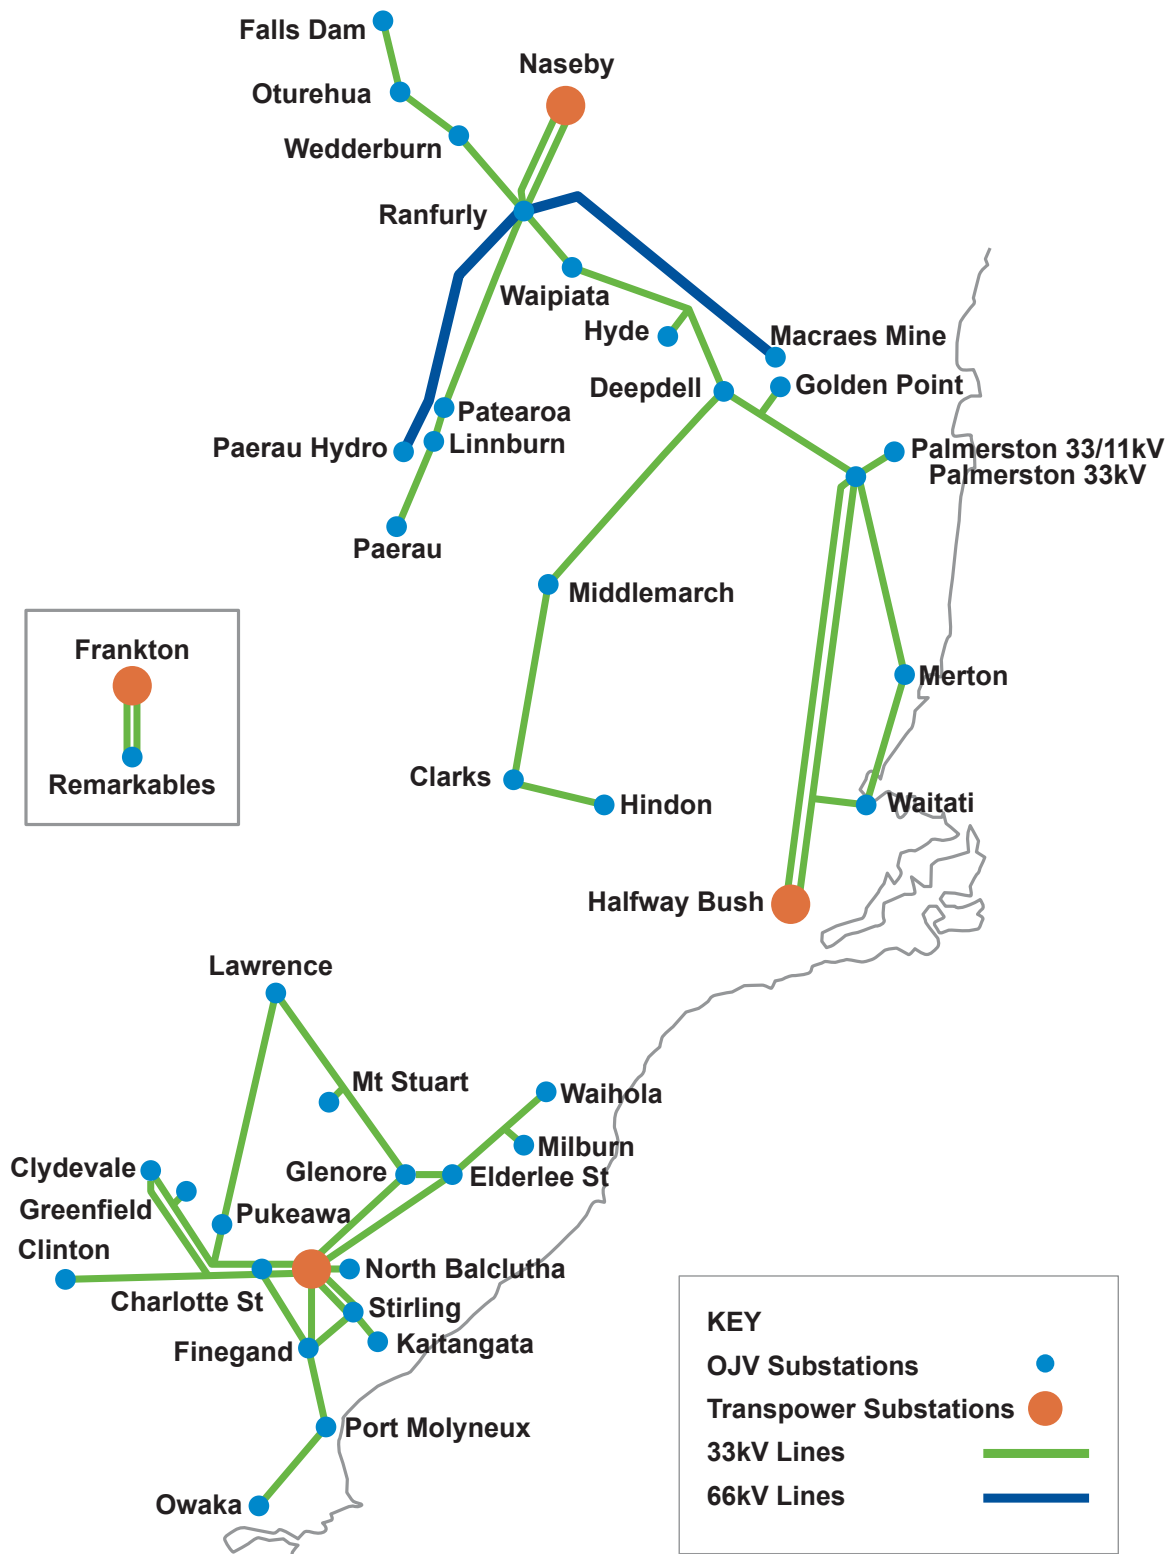 Falls Dam
Naseby
Oturehua
Wedderburn
Ranfurly
Waipiata
Hyde
Macraes Mine
Deepdell
Golden Point
Patearoa
Paerau Hydro
Linnburn
Palmerston 33/11kV
Palmerston 33kV
Paerau
Middlemarch
Frankton
Merton
Remarkables
Clarks
Hindon
Waitati
Halfway Bush
Lawrence
Mt Stuart
Waihola
Milburn
Clydevale
Glenore
Elderlee St
Greenfield
Pukeawa
Clinton
North Balclutha
Charlotte St
Stirling
Finegand
Kaitangata
Port Molyneux
Owaka
KEY
OJV Substations
Transpower Substations
33kV Lines
66kV Lines